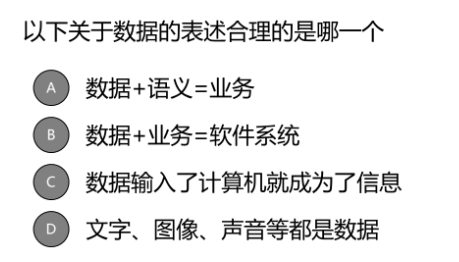 以下关于数据的表述合理的是哪一个
A 数据+语义=业务
B 数据+业务=软件系统
C 数据输入了计算机就成为了信息
D 文字、图像、声音等都是数据